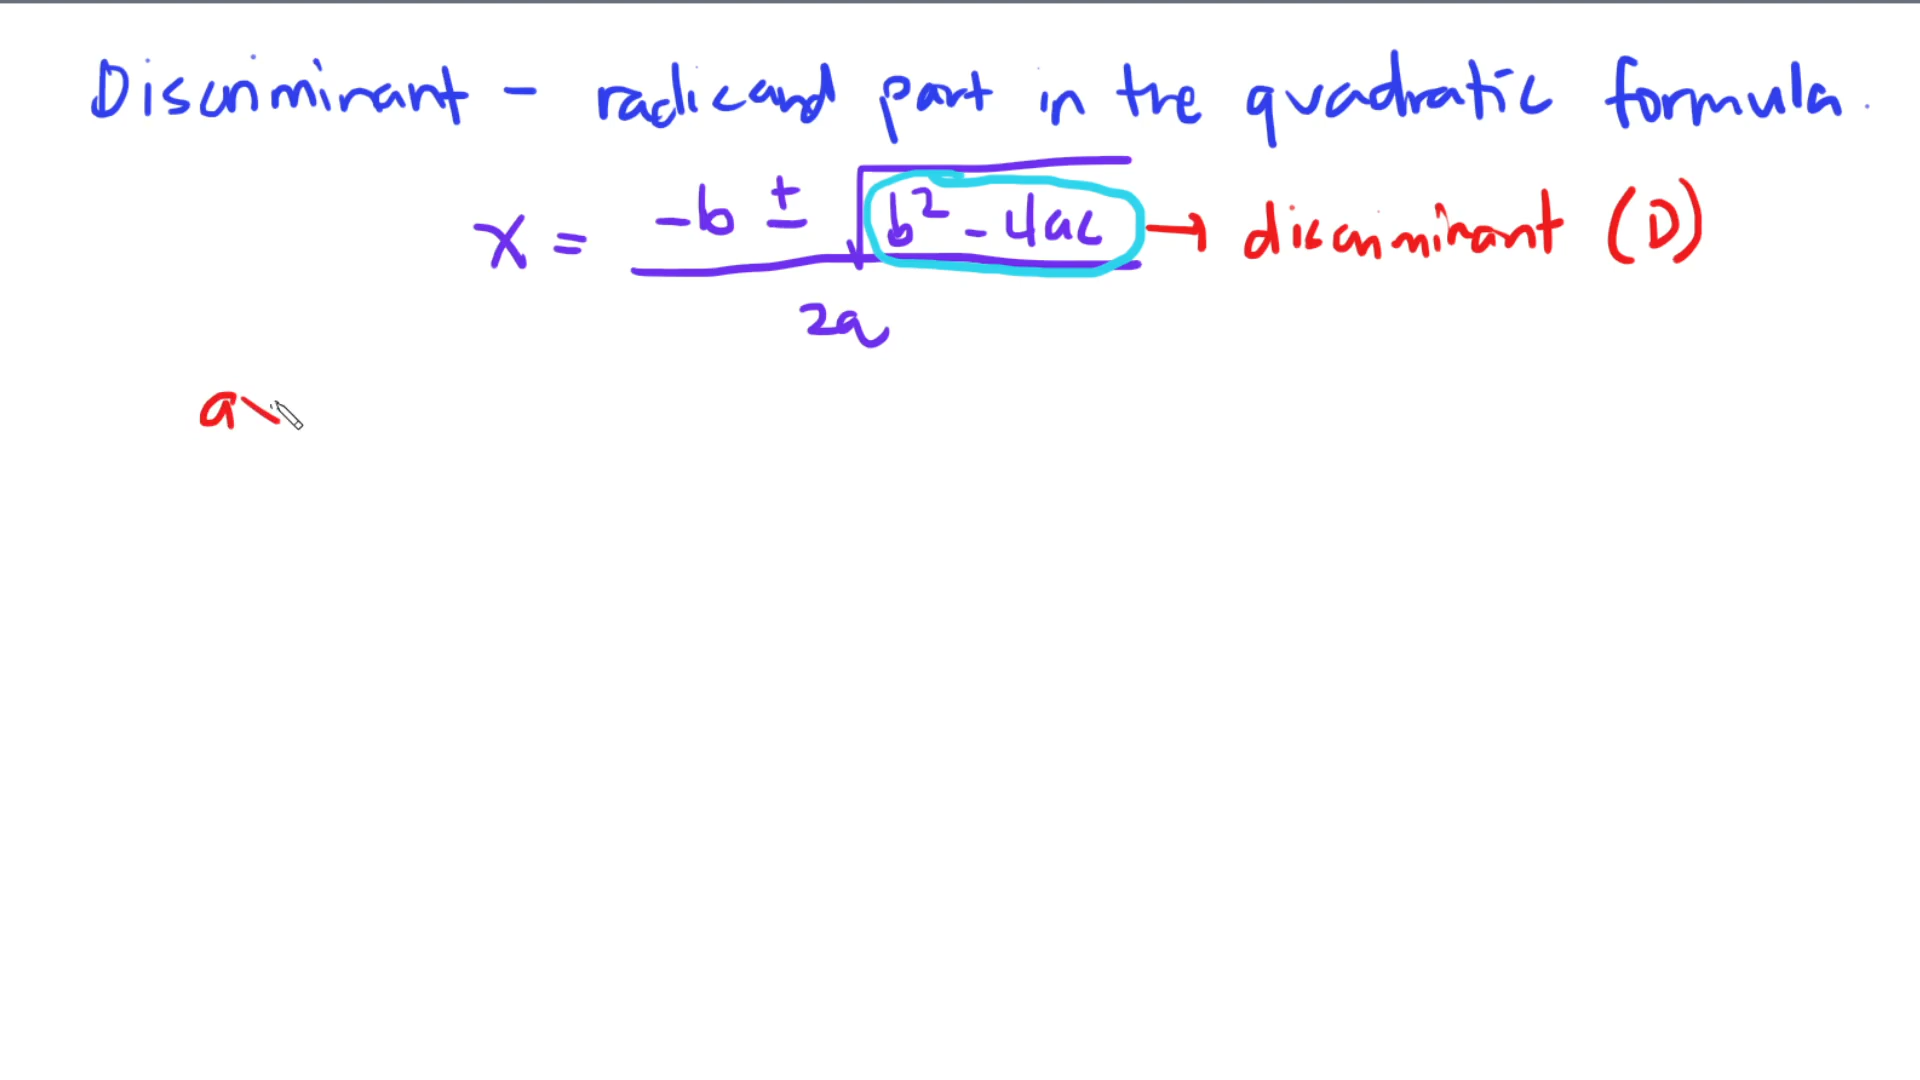 Discriminant - radicand part in the quadratic formula.
x = -b ± √b² - 4ac → discriminant (D)
2a
a